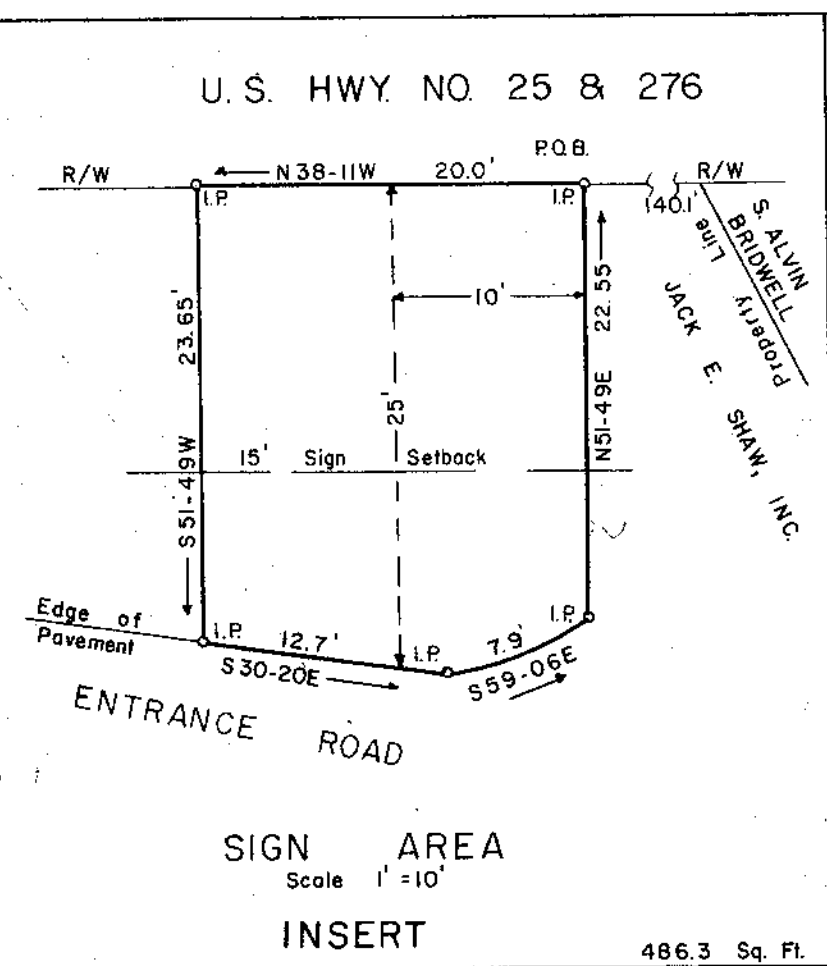 U.S. HWY. NO. 25 & 276
P.O.B.
R/W
N 38-11W 20.0'
R/W
I.P.
I.P.
140.1'
S. ALVIN
BRIDWELL
Property Line
JACK E. SHAW, INC.
23.65'
S 51-49W
10'
25'
22.55
N51-49E
15' Sign Setback
Edge of
Pavement
I.P.
12.7'
I.P.
7.9'
I.P.
S 30-20E
S59-06E
ENTRANCE ROAD
SIGN AREA
Scale 1' =10'
INSERT
486.3 Sq. Ft.